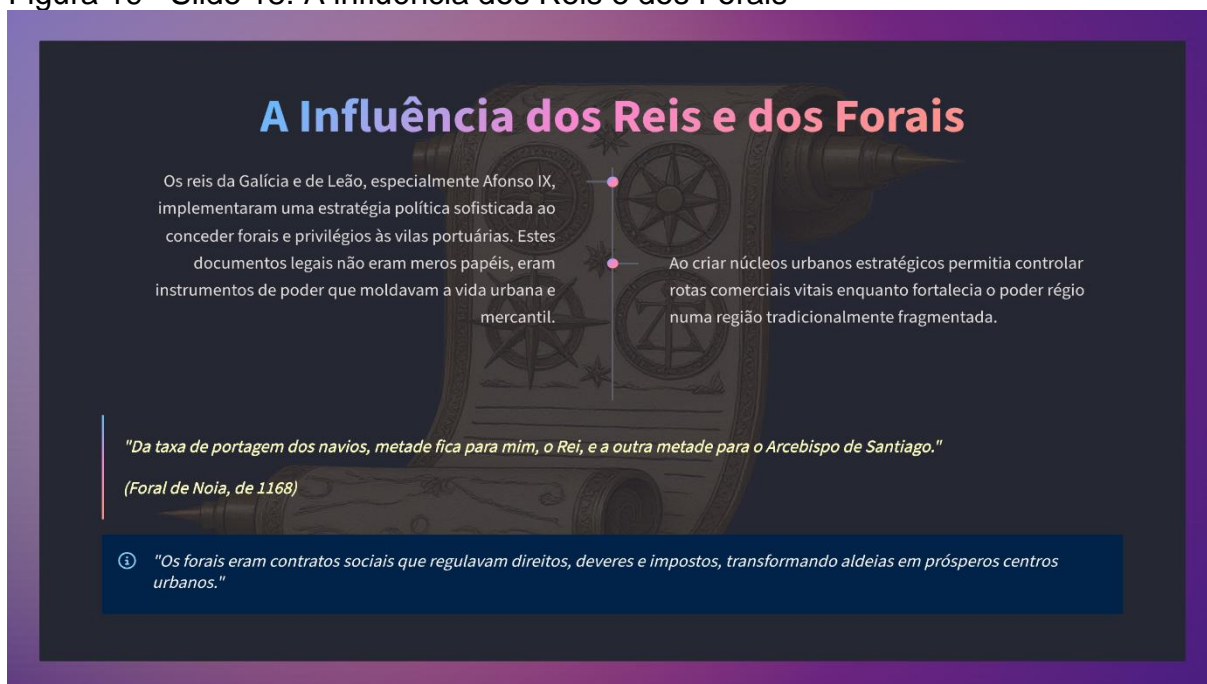 Figura 16 - Slide 15: A Influência dos Reis e dos Forais
A Influência dos Reis e dos Forais
Os reis da Galícia e de Leão, especialmente Afonso IX,
implementaram uma estratégia política sofisticada ao
conceder forais e privilégios às vilas portuárias. Estes
documentos legais não eram meros papéis, eram
instrumentos de poder que moldavam a vida urbana e
mercantil.
Ao criar núcleos urbanos estratégicos permitia controlar
rotas comerciais vitais enquanto fortalecia o poder régio
numa região tradicionalmente fragmentada.
"Da taxa de portagem dos navios, metade fica para mim, o Rei, e a outra metade para o Arcebispo de Santiago."
(Foral de Noia, de 1168)
"Os forais eram contratos sociais que regulavam direitos, deveres e impostos, transformando aldeias em prósperos centros
urbanos."